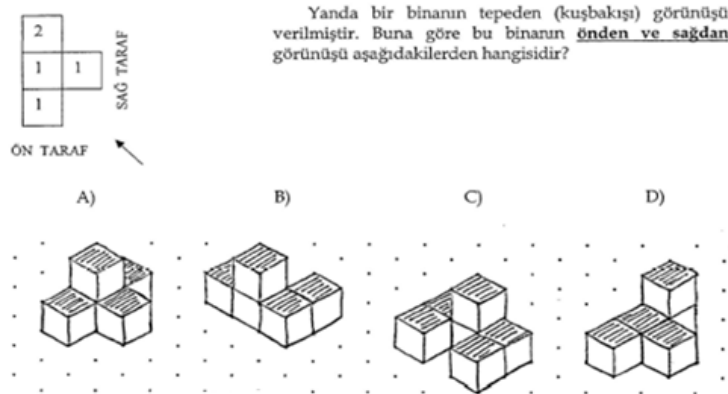 2
1 1
1
SAĞ TARAF
ÖN TARAF
Yanda bir binanın tepeden (kuşbakışı) görünüşü
verilmiştir. Buna göre bu binanın önden ve sağdan
görünüşü aşağıdakilerden hangisidir?
A) B) C) D)